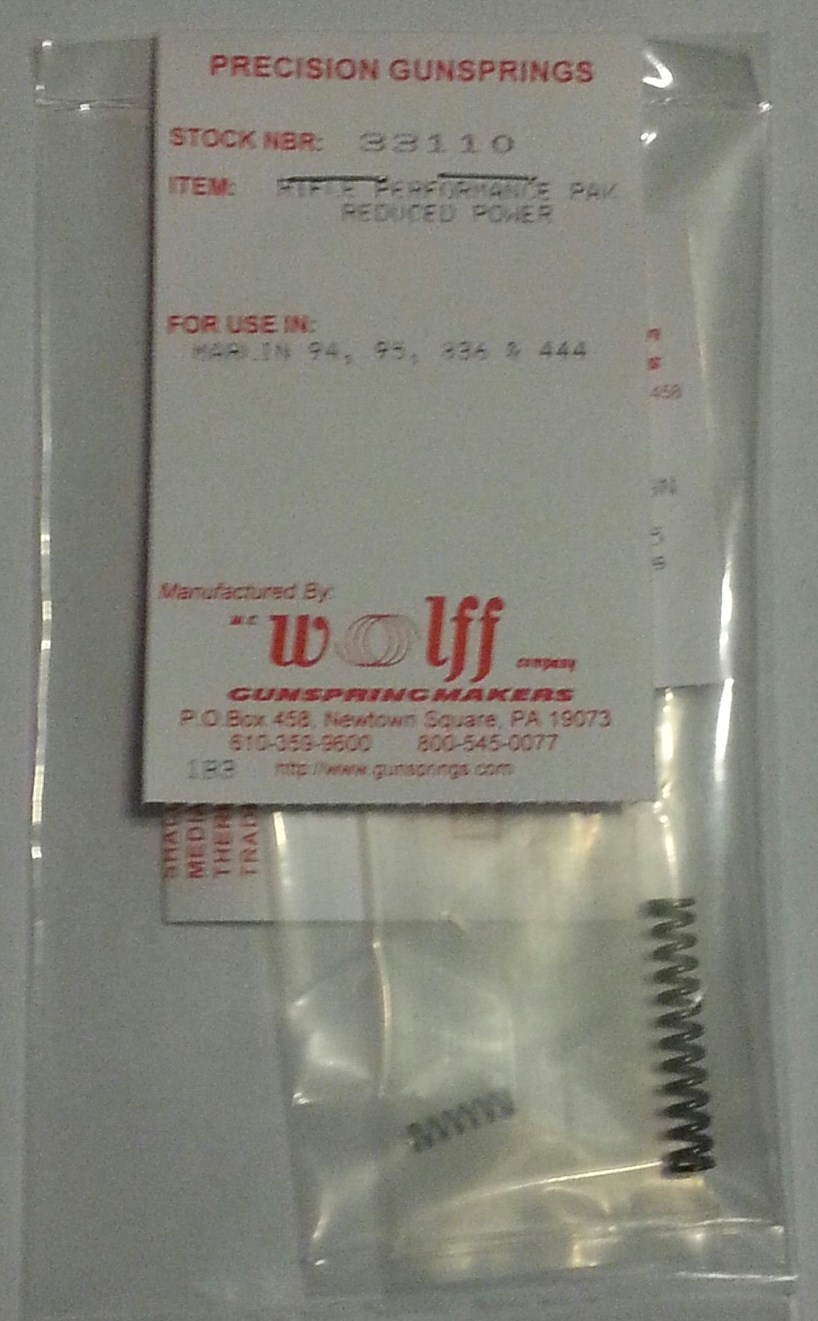 PRECISION GUNSPRINGS
STOCK NBR: 33110
ITEM: RIFLE PERFORMANCE PAK
REDUCED POWER
FOR USE IN:
MARLIN 94, 95, 336 & 444
Manufactured By:
W.C. wolff company
GUNSPRINGMAKERS
P.O.Box 458, Newtown Square, PA 19073
610-359-9600 800-545-0077
193 http://www.gunsprings.com
458